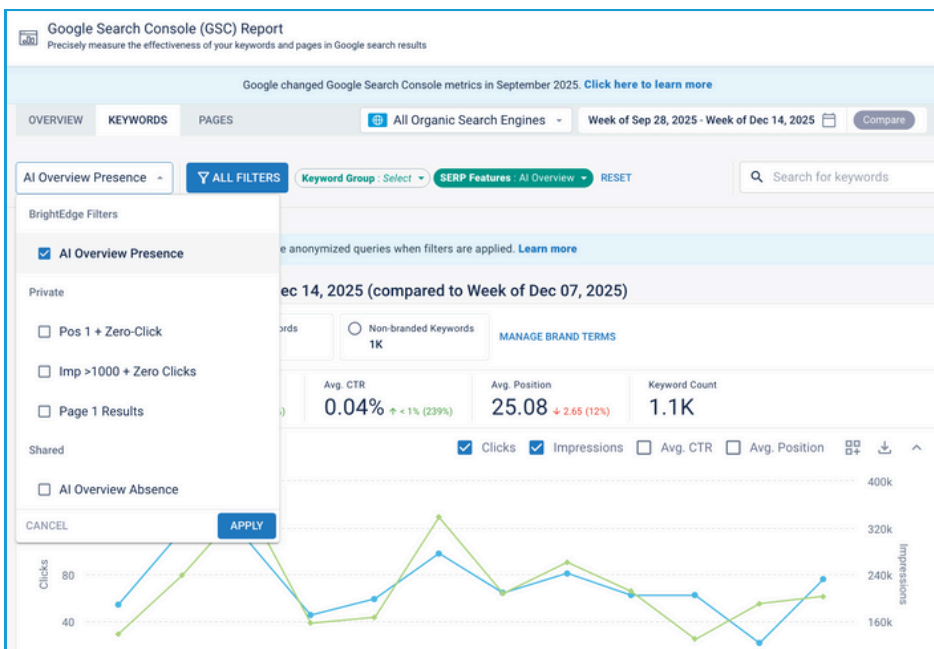 Google Search Console (GSC) Report
Precisely measure the effectiveness of your keywords and pages in Google search results
Google changed Google Search Console metrics in September 2025. Click here to learn more
OVERVIEW KEYWORDS PAGES All Organic Search Engines Week of Sep 28, 2025 - Week of Dec 14, 2025 Compare
AI Overview Presence ALL FILTERS Keyword Group : Select SERP Features : AI Overview RESET Search for keywords
BrightEdge Filters
AI Overview Presence
e anonymized queries when filters are applied. Learn more
Private
ec 14, 2025 (compared to Week of Dec 07, 2025)
Pos 1 + Zero-Click
Non-branded Keywords
1K
MANAGE BRAND TERMS
Imp >1000 + Zero Clicks
Page 1 Results
Avg. CTR Avg. Position Keyword Count
0.04% ↑ < 1% (239%) 25.08 ↓ 2.65 (12%) 1.1K
Shared
Clicks Impressions Avg. CTR Avg. Position
AI Overview Absence
CANCEL APPLY
400k
320k
80 240k
40 160k
Clicks
Impressions